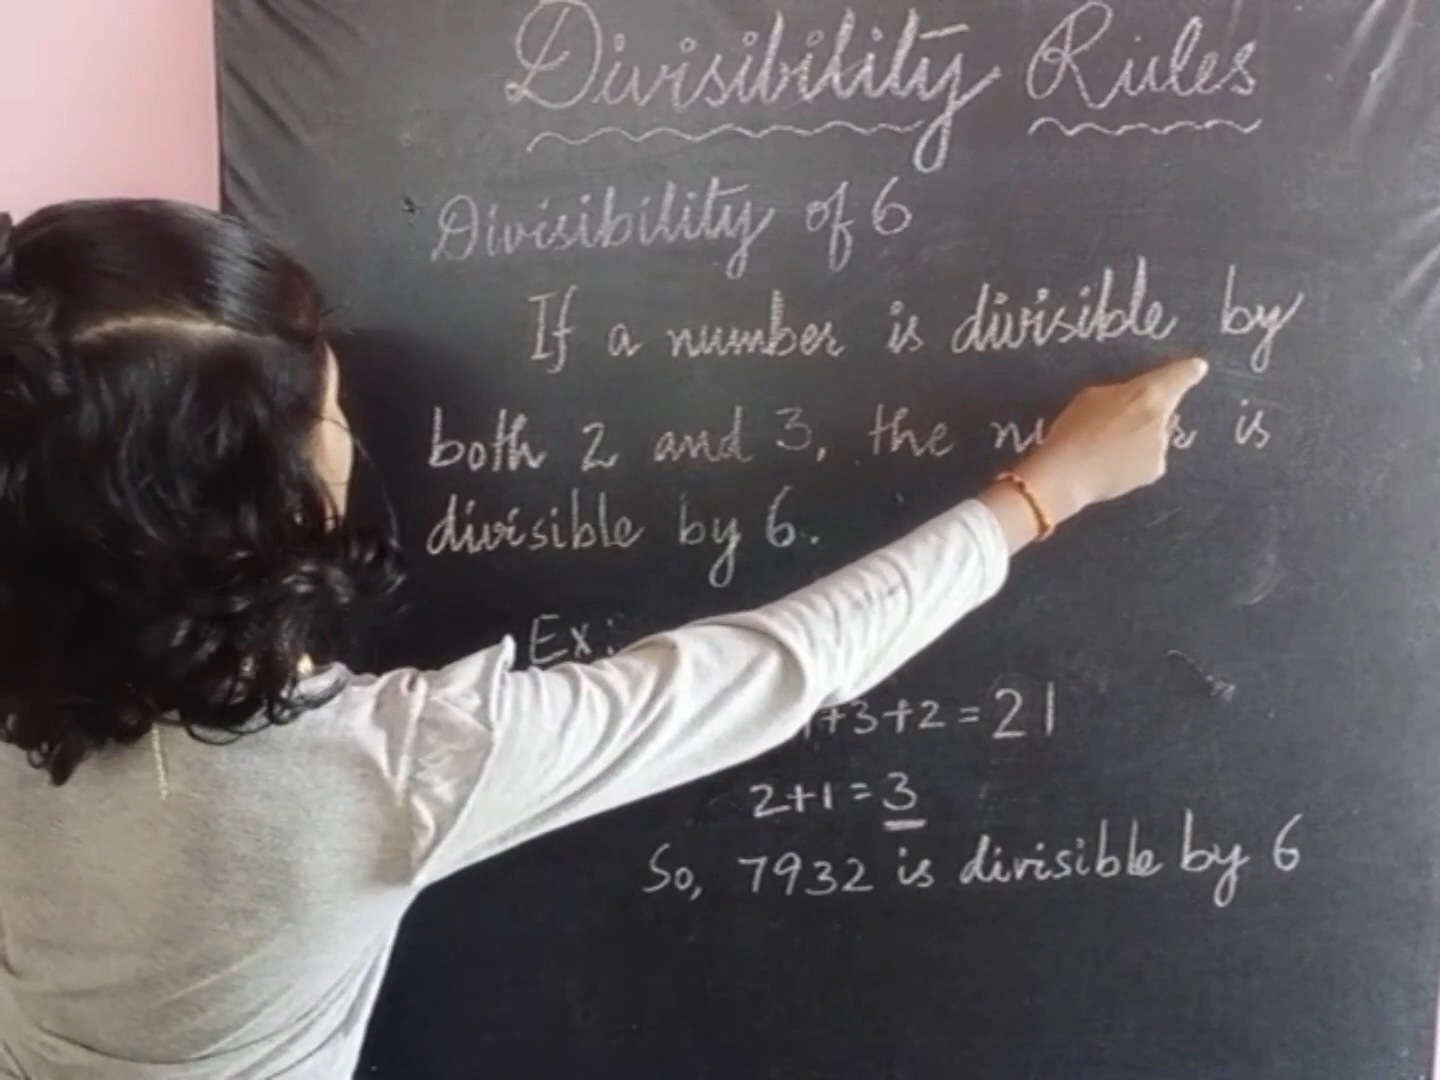 Divisibility Rules
Divisibility of 6
If a number is divisible by
both 2 and 3, the is
divisible by 6.
Ex:
+3+2=21
2+1=3
So, 7932 is divisible by 6